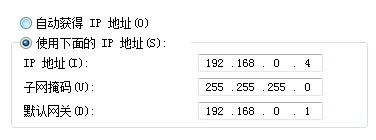 自动获得 IP 地址(O)
使用下面的 IP 地址(S):
IP 地址(I): 192 .168 . 0 . 4
子网掩码(U): 255 .255 .255 . 0
默认网关(D): 192 .168 . 0 . 1